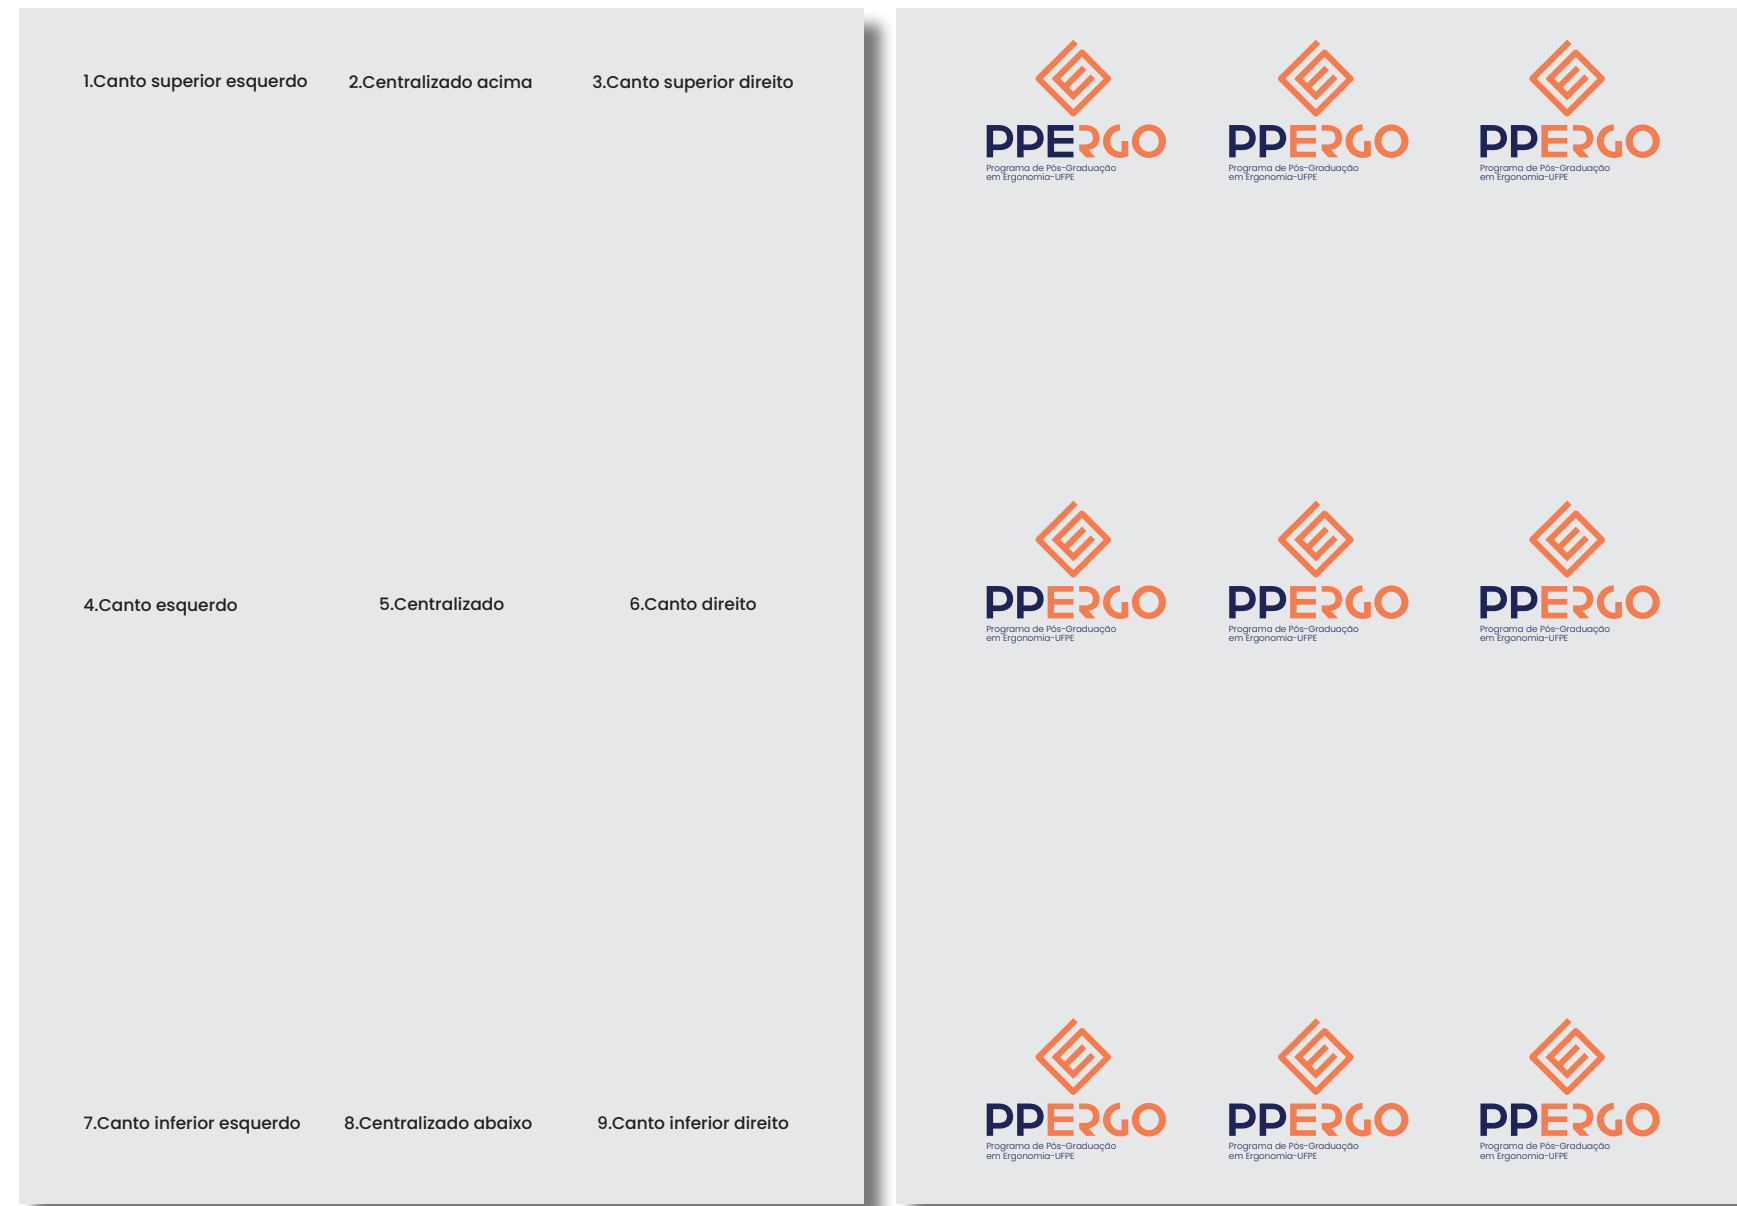 1.Canto superior esquerdo
2.Centralizado acima
3.Canto superior direito
4.Canto esquerdo
5.Centralizado
6.Canto direito
7.Canto inferior esquerdo
8.Centralizado abaixo
9.Canto inferior direito
PPERGO
Programa de Pós-Graduação
em Ergonomia-UFPE
PPERGO
Programa de Pós-Graduação
em Ergonomia-UFPE
PPERGO
Programa de Pós-Graduação
em Ergonomia-UFPE
PPERGO
Programa de Pós-Graduação
em Ergonomia-UFPE
PPERGO
Programa de Pós-Graduação
em Ergonomia-UFPE
PPERGO
Programa de Pós-Graduação
em Ergonomia-UFPE
PPERGO
Programa de Pós-Graduação
em Ergonomia-UFPE
PPERGO
Programa de Pós-Graduação
em Ergonomia-UFPE
PPERGO
Programa de Pós-Graduação
em Ergonomia-UFPE